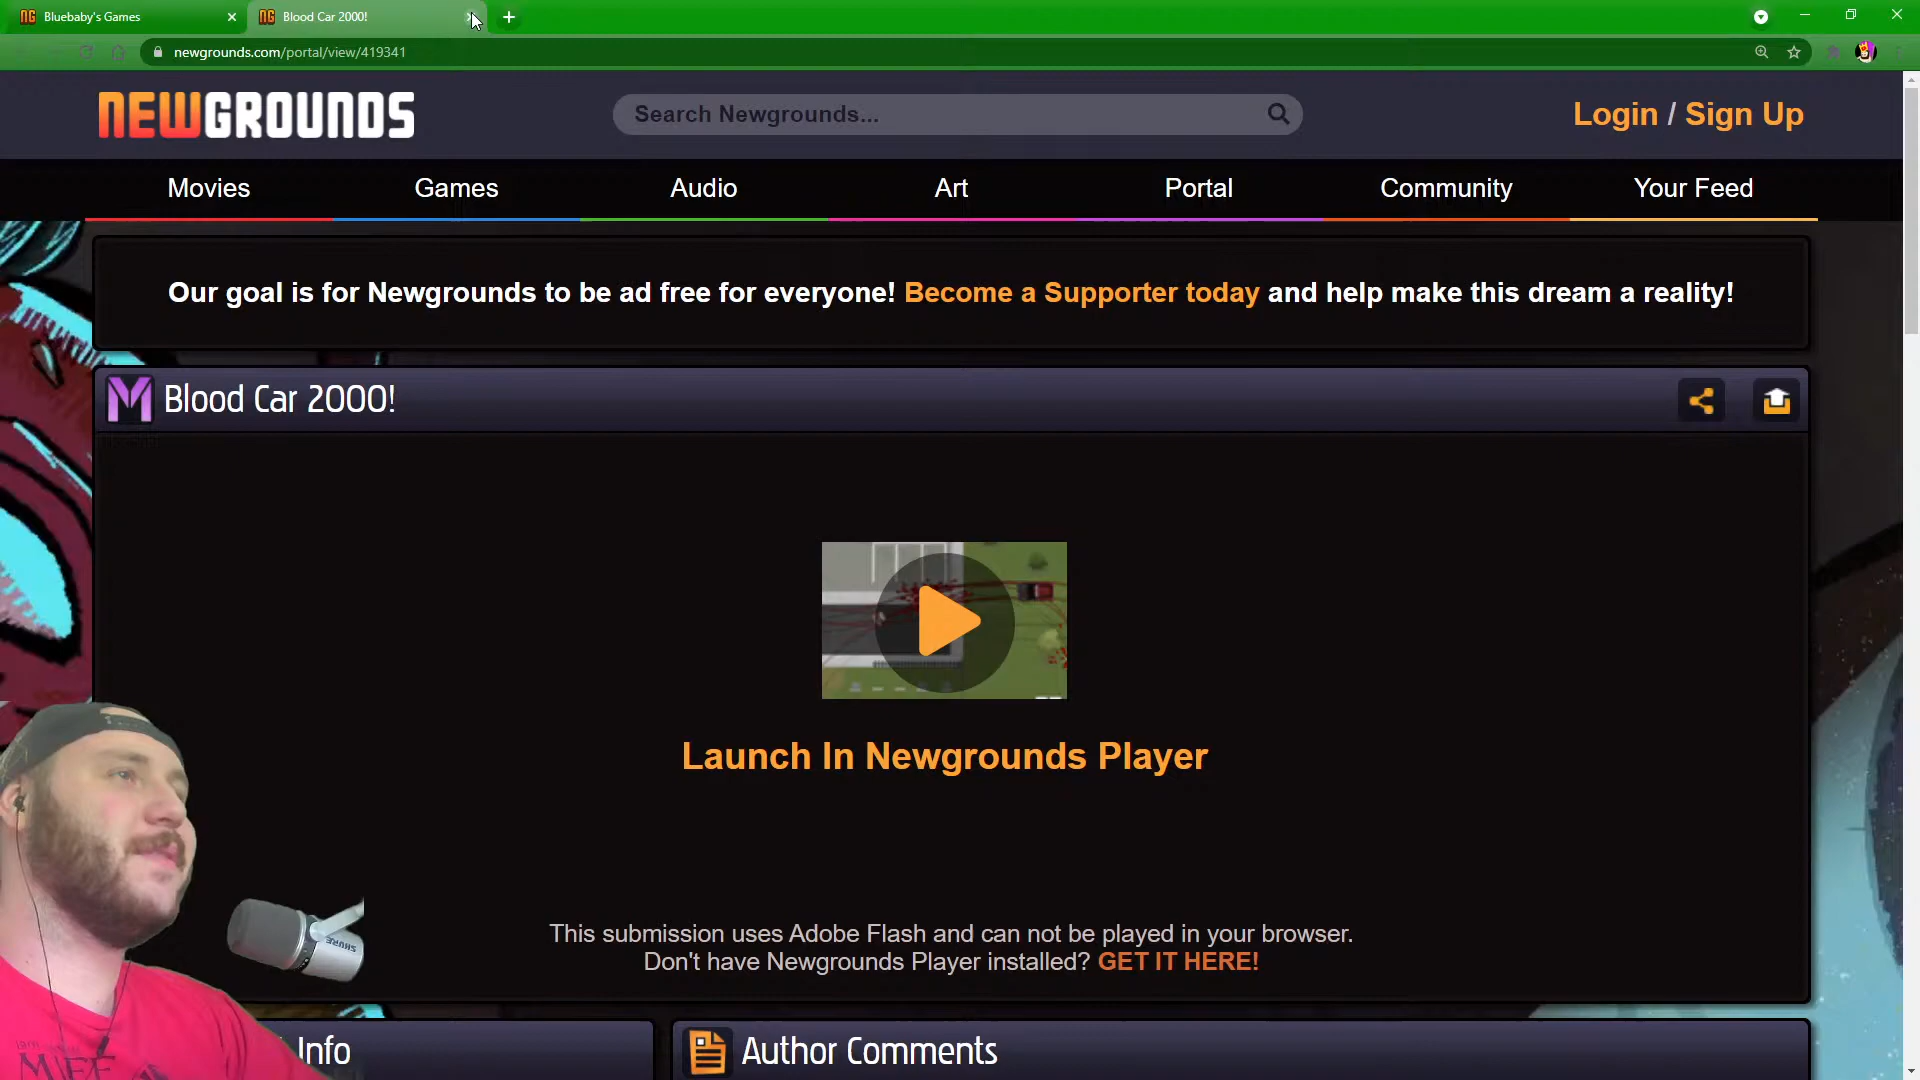 Bluebaby's Games
Blood Car 2000!
newgrounds.com/portal/view/419341
NEWGROUNDS
Search Newgrounds...
Login / Sign Up
Movies
Games
Audio
Art
Portal
Community
Your Feed
Our goal is for Newgrounds to be ad free for everyone! Become a Supporter today and help make this dream a reality!
M Blood Car 2000!
Launch In Newgrounds Player
This submission uses Adobe Flash and can not be played in your browser.
Don't have Newgrounds Player installed? GET IT HERE!
SHURE
Info
Author Comments